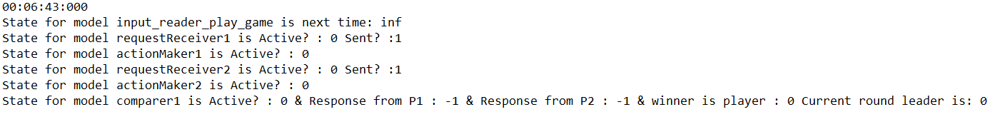 00:06:43:000
State for model input_reader_play_game is next time: inf
State for model requestReceiver1 is Active? : 0 Sent? :1
State for model actionMaker1 is Active? : 0
State for model requestReceiver2 is Active? : 0 Sent? :1
State for model actionMaker2 is Active? : 0
State for model comparer1 is Active? : 0 & Response from P1 : -1 & Response from P2 : -1 & winner is player : 0 Current round leader is: 0